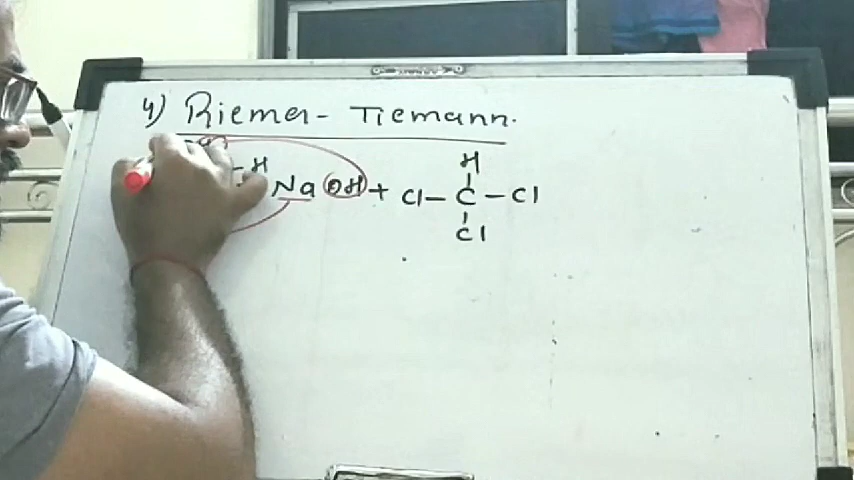 4) Riemer - Tiemann.
-H NaOH + Cl-C-Cl
H
Cl